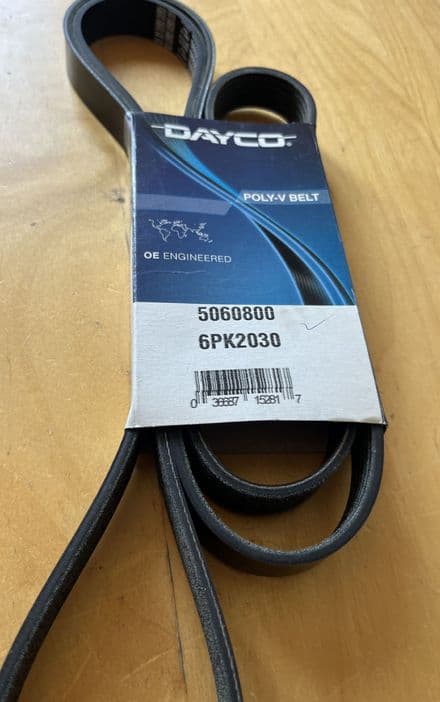 DAYCO®
POLY-V BELT
OE ENGINEERED
5060800
6PK2030
0 36687 15281 7